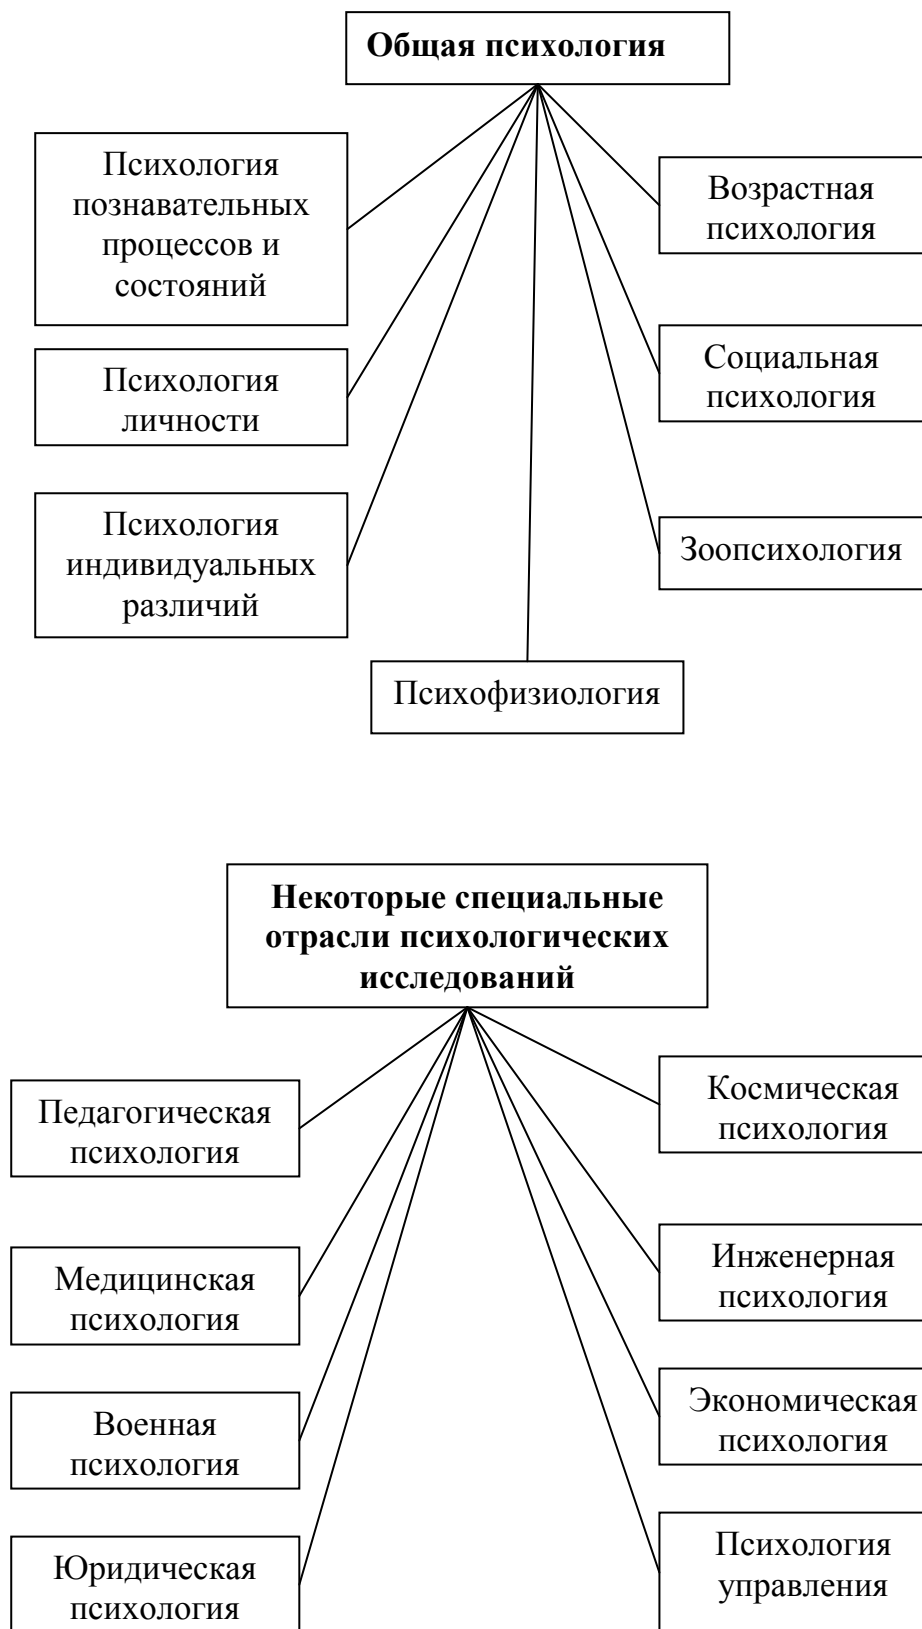 Общая психология
Психология
познавательных
процессов и
состояний
Возрастная
психология
Психология
личности
Социальная
психология
Психология
индивидуальных
различий
Зоопсихология
Психофизиология
Некоторые специальные
отрасли психологических
исследований
Педагогическая
психология
Космическая
психология
Медицинская
психология
Инженерная
психология
Военная
психология
Экономическая
психология
Юридическая
психология
Психология
управления